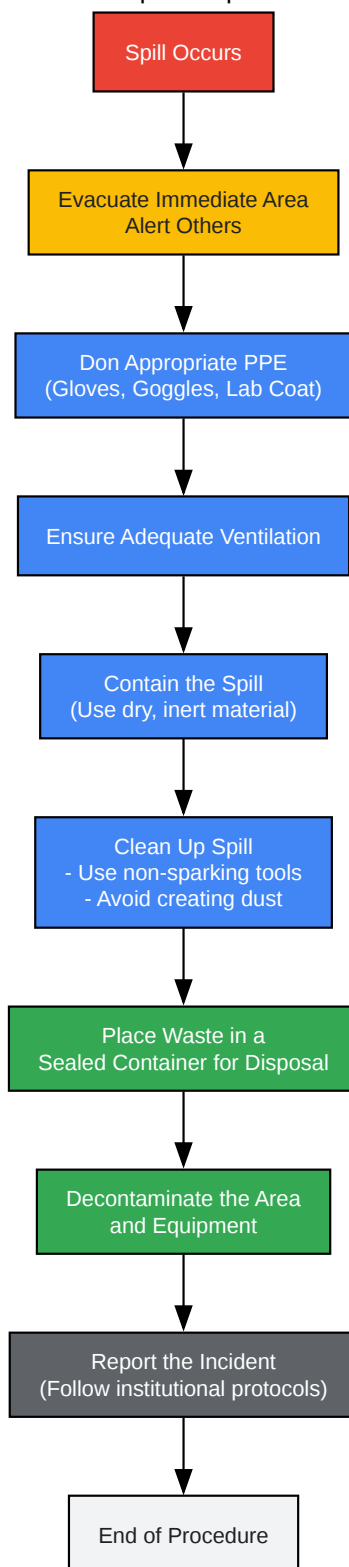 Spill Occurs
Evacuate Immediate Area
Alert Others
Don Appropriate PPE
(Gloves, Goggles, Lab Coat)
Ensure Adequate Ventilation
Contain the Spill
(Use dry, inert material)
Clean Up Spill
- Use non-sparking tools
- Avoid creating dust
Place Waste in a
Sealed Container for Disposal
Decontaminate the Area
and Equipment
Report the Incident
(Follow institutional protocols)
End of Procedure